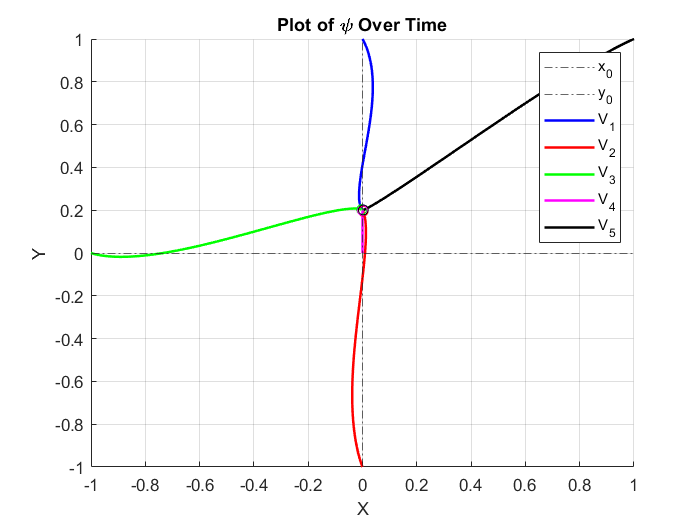 Plot of ψ Over Time
1
0.8
0.6
0.4
0.2
0
-0.2
-0.4
-0.6
-0.8
-1
Y
-1 -0.8 -0.6 -0.4 -0.2 0 0.2 0.4 0.6 0.8 1
X
x₀
y₀
V₁
V₂
V₃
V₄
V₅